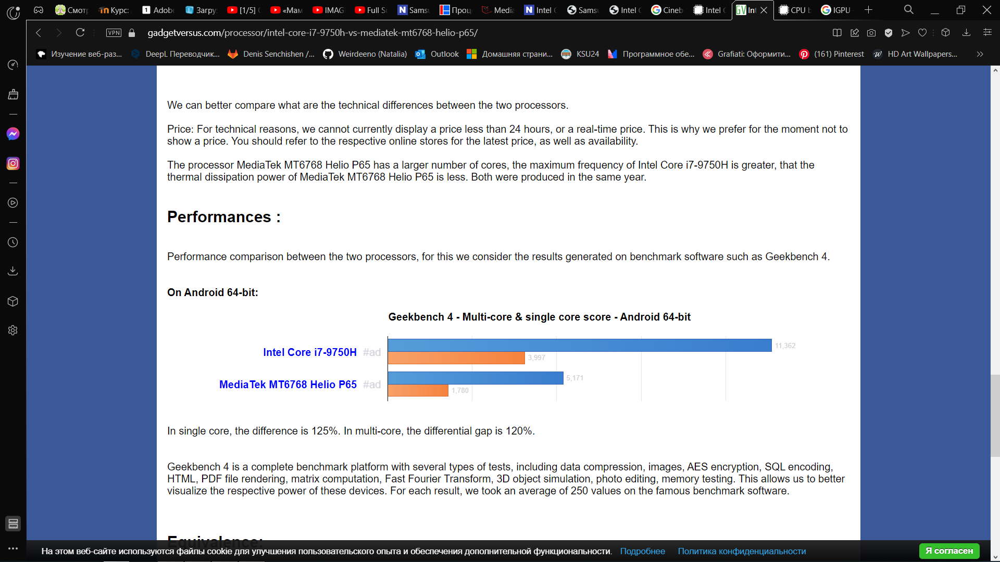 Смотр
Курс:
Adobe
Загру
[1/5] (
«Мам
IMAG
Full Sc
Sams
Проц
Media
Intel (
Sams
Intel (
Cineb
Intel (
Int
CPU b
IGPU
VPN
gadgetversus.com/processor/intel-core-i7-9750h-vs-mediatek-mt6768-helio-p65/
Изучение веб-раз...
DeepL Переводчик...
Denis Senchishen /...
Weirdeeno (Natalia)
Outlook
Домашняя страни...
KSU24
Программное обе...
Grafiati: Оформити...
(161) Pinterest
HD Art Wallpapers...
We can better compare what are the technical differences between the two processors.
Price: For technical reasons, we cannot currently display a price less than 24 hours, or a real-time price. This is why we prefer for the moment not to
show a price. You should refer to the respective online stores for the latest price, as well as availability.
The processor MediaTek MT6768 Helio P65 has a larger number of cores, the maximum frequency of Intel Core i7-9750H is greater, that the
thermal dissipation power of MediaTek MT6768 Helio P65 is less. Both were produced in the same year.
Performances :
Performance comparison between the two processors, for this we consider the results generated on benchmark software such as Geekbench 4.
On Android 64-bit:
Geekbench 4 - Multi-core & single core score - Android 64-bit
Intel Core i7-9750H #ad
11,362
3,997
MediaTek MT6768 Helio P65 #ad
5,171
1,780
In single core, the difference is 125%. In multi-core, the differential gap is 120%.
Geekbench 4 is a complete benchmark platform with several types of tests, including data compression, images, AES encryption, SQL encoding,
HTML, PDF file rendering, matrix computation, Fast Fourier Transform, 3D object simulation, photo editing, memory testing. This allows us to better
visualize the respective power of these devices. For each result, we took an average of 250 values on the famous benchmark software.
Equivalence:
На этом веб-сайте используются файлы cookie для улучшения пользовательского опыта и обеспечения дополнительной функциональности. Подробнее Политика конфиденциальности
Я согласен